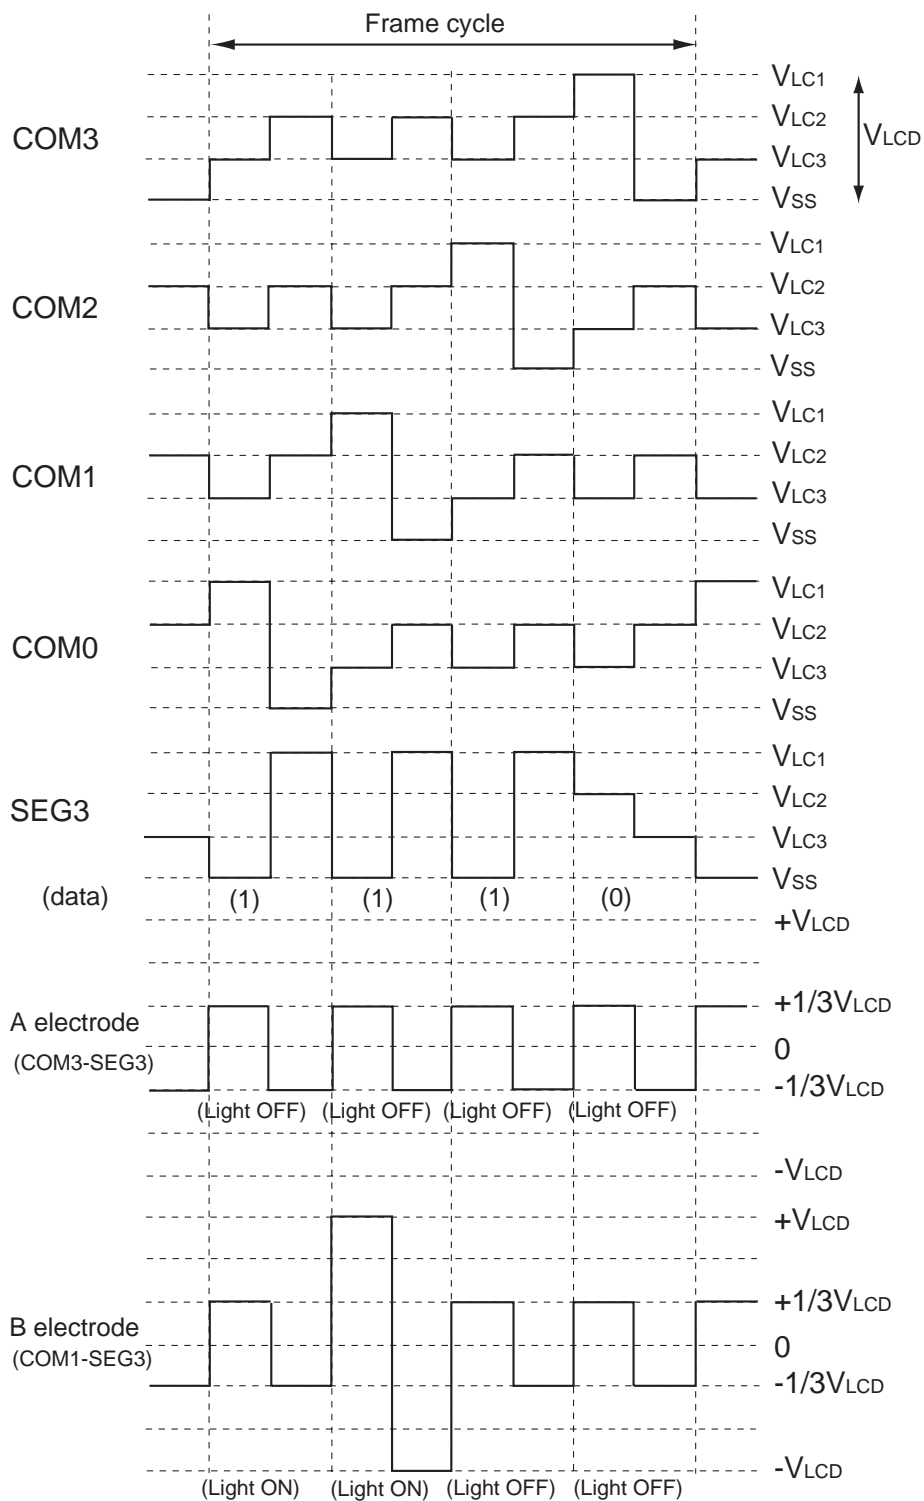 Frame cycle
VLC1
COM3
VLC2
VLCD
VLC3
VSS
VLC1
COM2
VLC2
VLC3
VSS
VLC1
COM1
VLC2
VLC3
VSS
VLC1
COM0
VLC2
VLC3
VSS
VLC1
SEG3
VLC2
VLC3
VSS
(data) (1) (1) (1) (0)
+VLCD
A electrode
(COM3-SEG3)
+1/3VLCD
0
-1/3VLCD
(Light OFF) (Light OFF) (Light OFF) (Light OFF)
-VLCD
+VLCD
B electrode
(COM1-SEG3)
+1/3VLCD
0
-1/3VLCD
-VLCD
(Light ON) (Light ON) (Light OFF) (Light OFF)